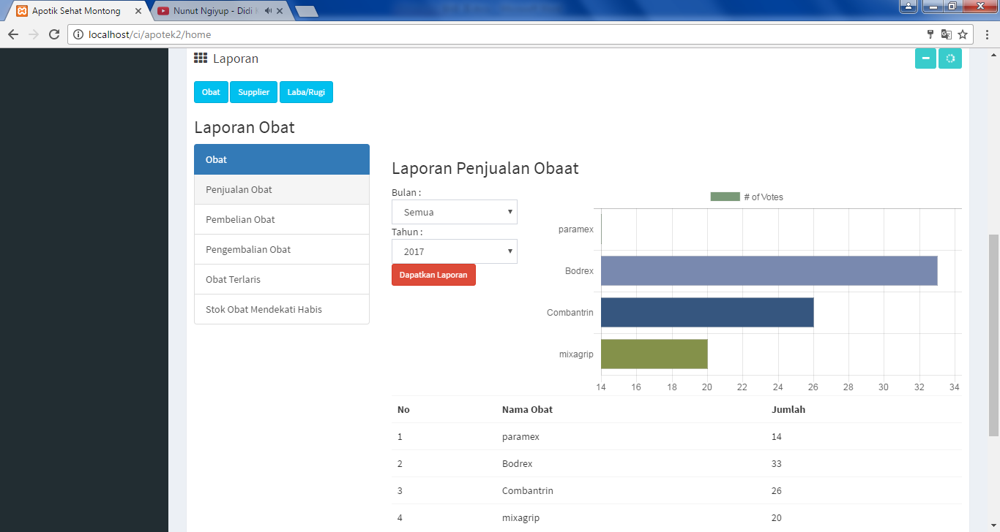 Apotik Sehat Montong
Nunut Ngiyup - Didi
localhost/ci/apotek2/home
Laporan
Obat Supplier Laba/Rugi
Laporan Obat
Obat
Penjualan Obat
Pembelian Obat
Pengembalian Obat
Obat Terlaris
Stok Obat Mendekati Habis
Laporan Penjualan Obaat
Bulan :
Semua
Tahun :
2017
Dapatkan Laporan
# of Votes
paramex
Bodrex
Combantrin
mixagrip
14 16 18 20 22 24 26 28 30 32 34
No Nama Obat Jumlah
1 paramex 14
2 Bodrex 33
3 Combantrin 26
4 mixagrip 20